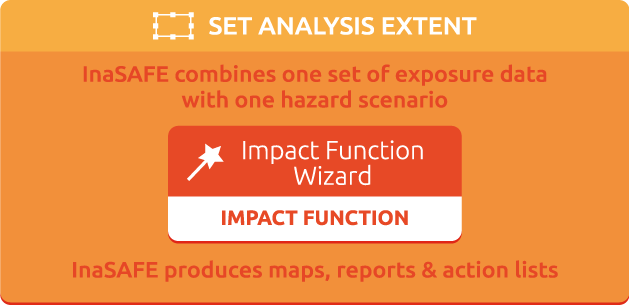 SET ANALYSIS EXTENT
InaSAFE combines one set of exposure data
with one hazard scenario
Impact Function
Wizard
IMPACT FUNCTION
InaSAFE produces maps, reports & action lists